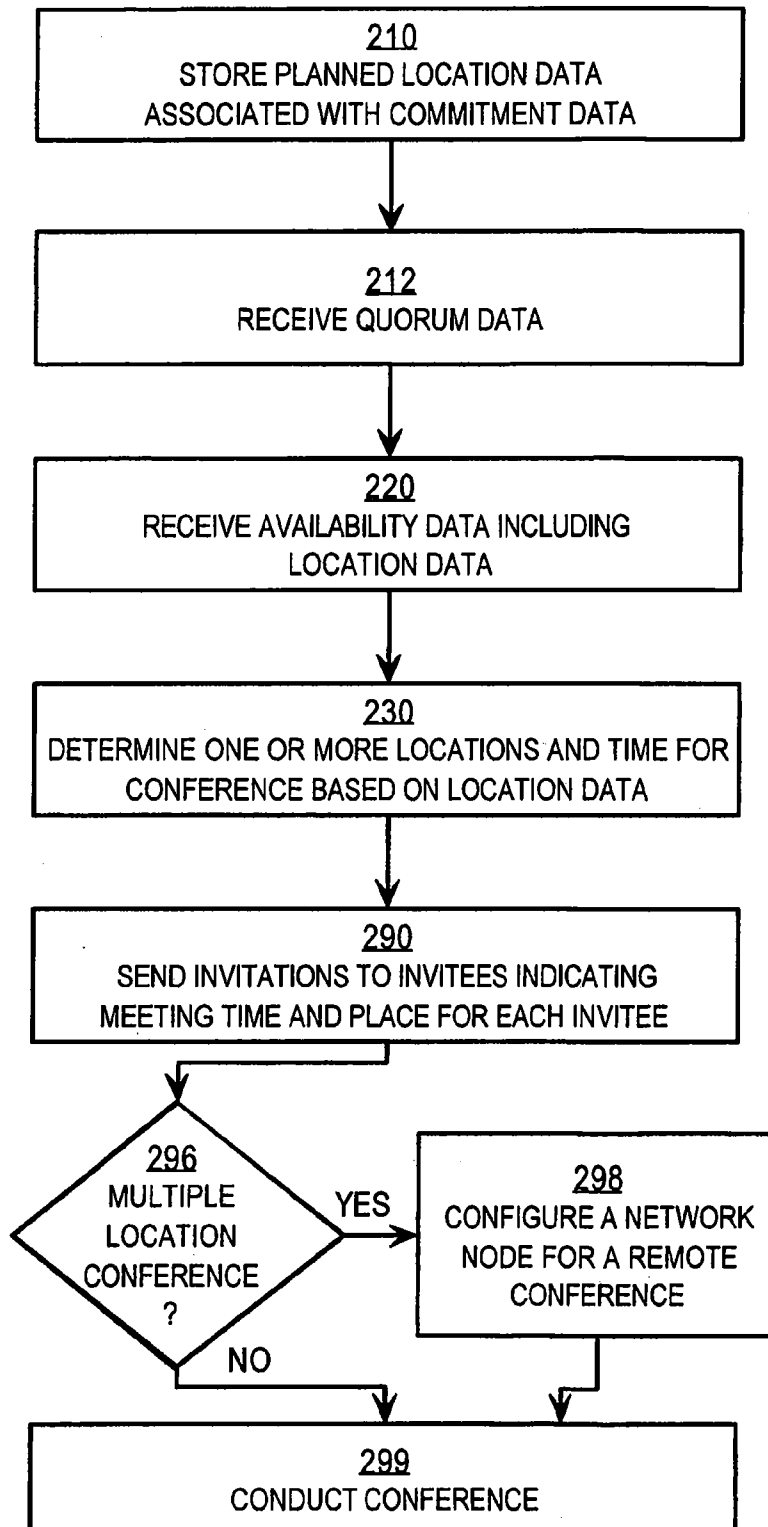 210
STORE PLANNED LOCATION DATA
ASSOCIATED WITH COMMITMENT DATA
212
RECEIVE QUORUM DATA
220
RECEIVE AVAILABILITY DATA INCLUDING
LOCATION DATA
230
DETERMINE ONE OR MORE LOCATIONS AND TIME FOR
CONFERENCE BASED ON LOCATION DATA
290
SEND INVITATIONS TO INVITEES INDICATING
MEETING TIME AND PLACE FOR EACH INVITEE
296
MULTIPLE
LOCATION
CONFERENCE
?
YES
298
CONFIGURE A NETWORK
NODE FOR A REMOTE
CONFERENCE
NO
299
CONDUCT CONFERENCE